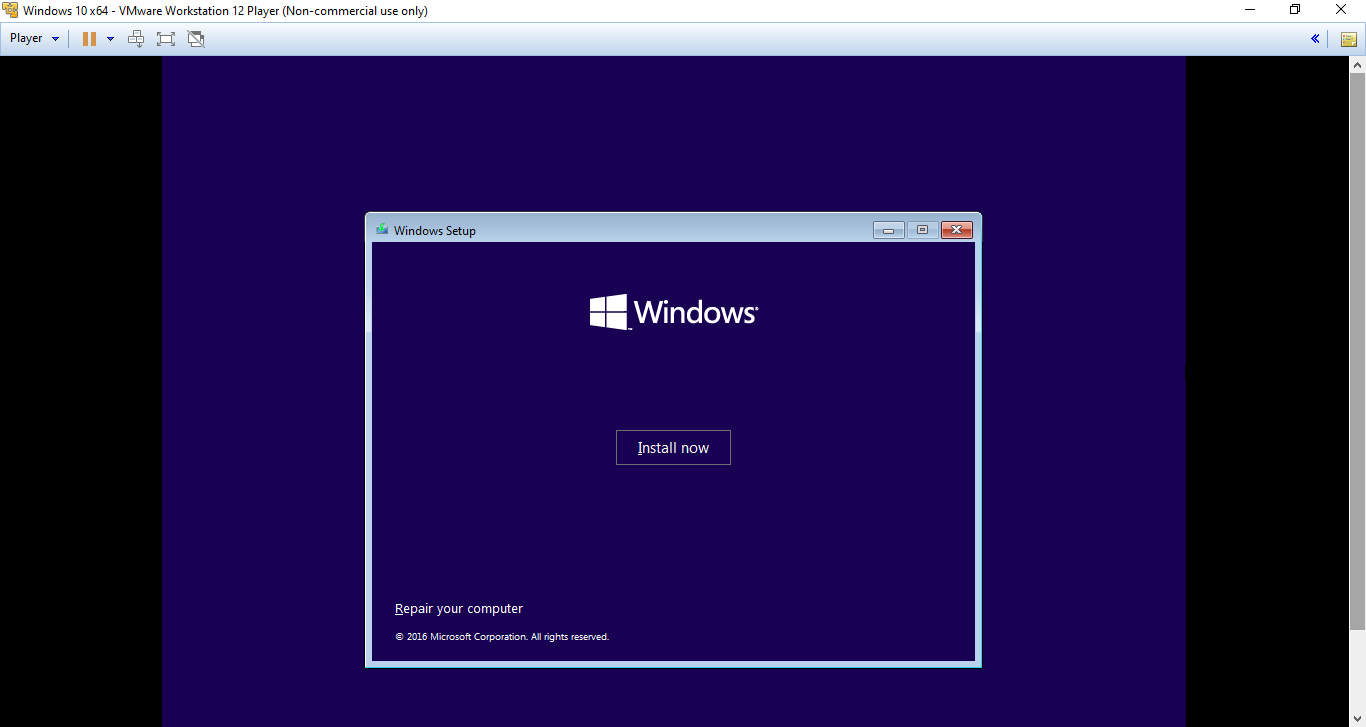 Windows 10 x64 - VMware Workstation 12 Player (Non-commercial use only)
Player
Windows Setup
Windows
Install now
Repair your computer
© 2016 Microsoft Corporation. All rights reserved.